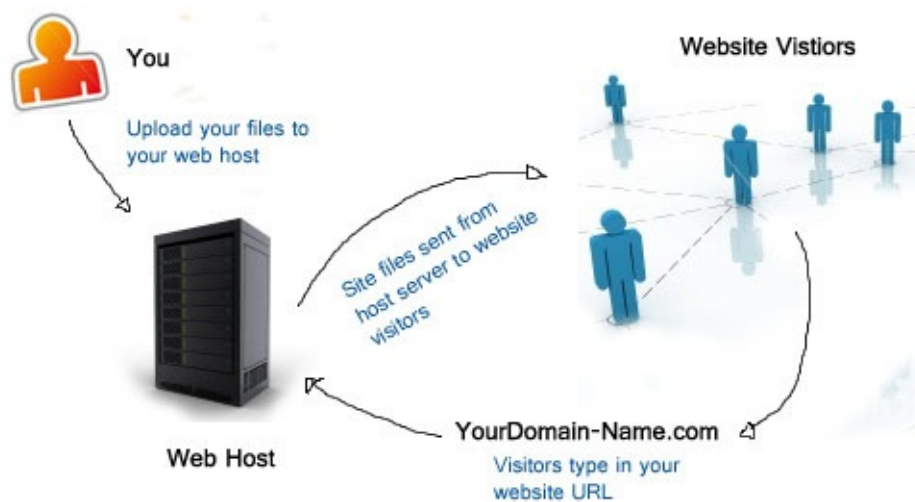 You
Website Vistiors
Upload your files to
your web host
Site files sent from
host server to website
visitors
YourDomain-Name.com
Web Host
Visitors type in your
website URL